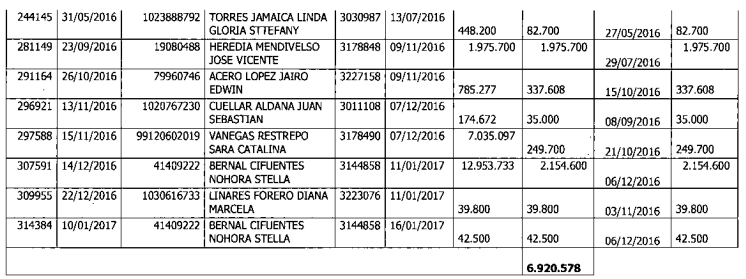 244145 31/05/2016 1023888792 TORRES JAMAICA LINDA GLORIA STTEFANY 3030987 13/07/2016 448.200 82.700 27/05/2016 82.700
281149 23/09/2016 19080488 HEREDIA MENDIVELSO JOSE VICENTE 3178848 09/11/2016 1.975.700 1.975.700 29/07/2016 1.975.700
291164 26/10/2016 79960746 ACERO LOPEZ JAIRO EDWIN 3227158 09/11/2016 785.277 337.608 15/10/2016 337.608
296921 13/11/2016 1020767230 CUELLAR ALDANA JUAN SEBASTIAN 3011108 07/12/2016 174.672 35.000 08/09/2016 35.000
297588 15/11/2016 99120602019 VANEGAS RESTREPO SARA CATALINA 3178490 07/12/2016 7.035.097 249.700 21/10/2016 249.700
307591 14/12/2016 41409222 BERNAL CIFUENTES NOHORA STELLA 3144858 11/01/2017 12.953.733 2.154.600 06/12/2016 2.154.600
309955 22/12/2016 1030616733 LINARES FORERO DIANA MARCELA 3223076 11/01/2017 39.800 39.800 03/11/2016 39.800
314384 10/01/2017 41409222 BERNAL CIFUENTES NOHORA STELLA 3144858 16/01/2017 42.500 42.500 06/12/2016 42.500
6.920.578